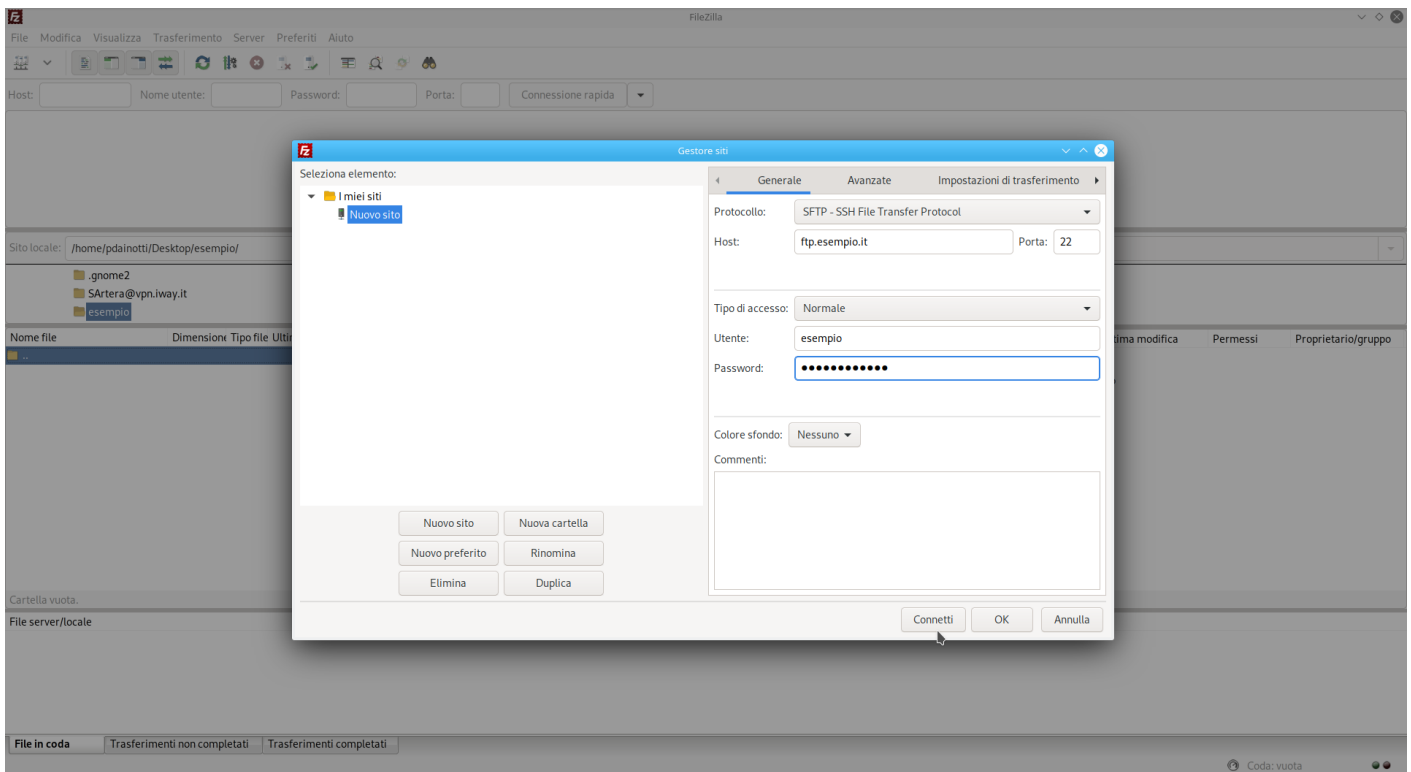 FileZilla
File Modifica Visualizza Trasferimento Server Preferiti Aiuto
Host: Nome utente: Password: Porta: Connessione rapida
Gestore siti
Seleziona elemento:
I miei siti
Nuovo sito
Generale Avanzate Impostazioni di trasferimento
Protocollo: SFTP - SSH File Transfer Protocol
Host: ftp.esempio.it Porta: 22
Tipo di accesso: Normale
Utente: esempio
Password: ●●●●●●●●●●●●
Colore sfondo: Nessuno
Commenti:
Nuovo sito Nuova cartella
Nuovo preferito Rinomina
Elimina Duplica
Connetti OK Annulla
Sito locale: /home/pdainotti/Desktop/esempio/
.gnome2
SArtera@vpn.iway.it
esempio
Nome file Dimensione Tipo file Ulti
tima modifica Permessi Proprietario/gruppo
..
Cartella vuota.
File server/locale
File in coda Trasferimenti non completati Trasferimenti completati
Coda: vuota